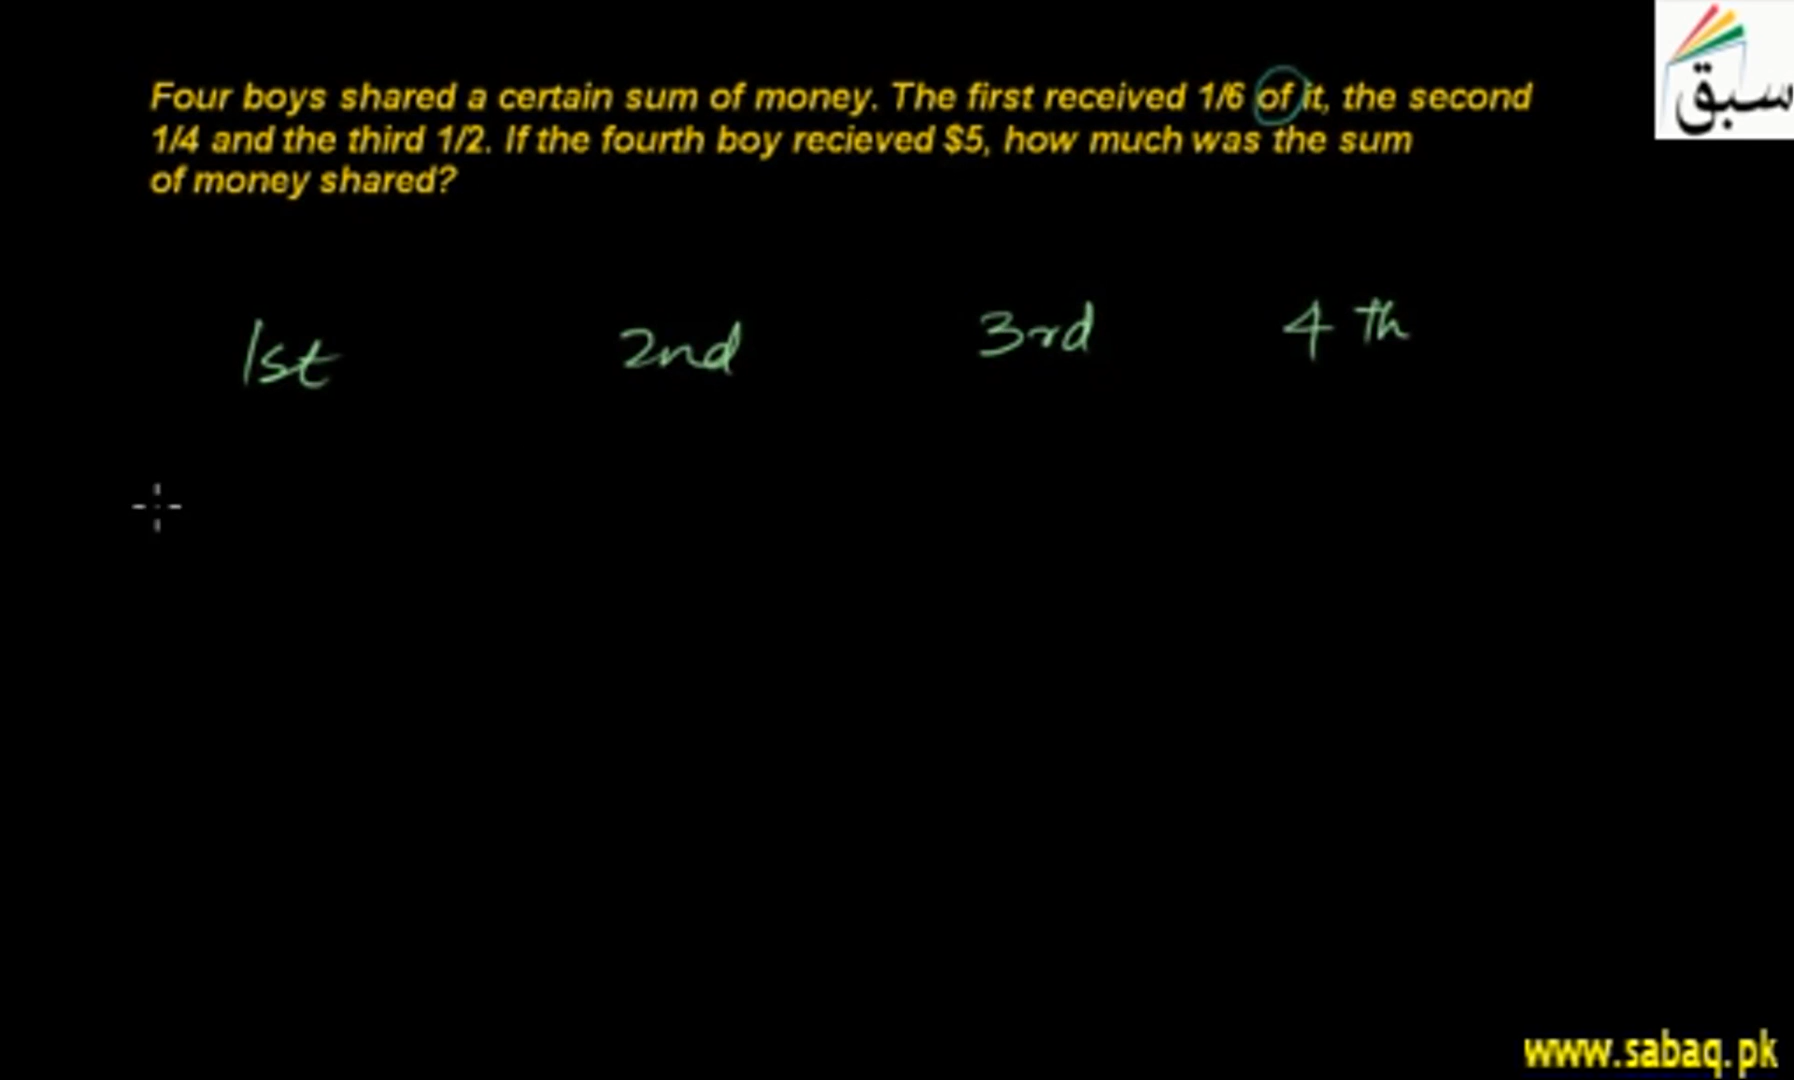 سبق
Four boys shared a certain sum of money. The first received 1/6 of it, the second
1/4 and the third 1/2. If the fourth boy recieved $5, how much was the sum
of money shared?
1st 2nd 3rd 4th
www.sabaq.pk